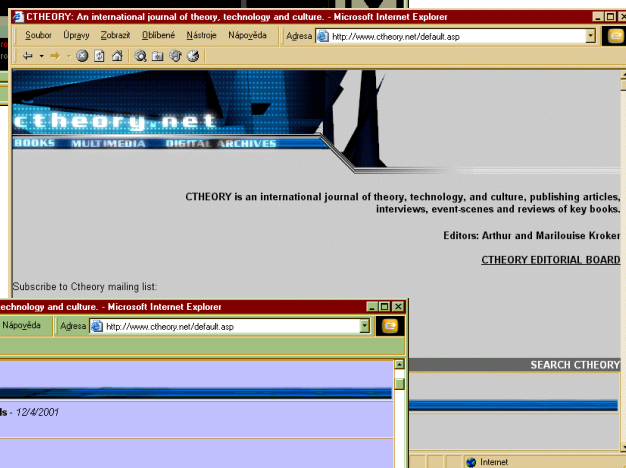 CTHEORY: An international journal of theory, technology and culture. - Microsoft Internet Explorer
Soubor Úpravy Zobrazit Oblíbené Nástroje Nápověda Adresa http://www.ctheory.net/default.asp
ctheory.net
BOOKS MULTIMEDIA DIGITAL ARCHIVES
CTHEORY is an international journal of theory, technology, and culture, publishing articles,
interviews, event-scenes and reviews of key books.
Editors: Arthur and Marilouise Kroker
CTHEORY EDITORIAL BOARD
Subscribe to Ctheory mailing list:
echnology and culture. - Microsoft Internet Explorer
Nápověda Adresa http://www.ctheory.net/default.asp
SEARCH CTHEORY
ls - 12/4/2001
Internet